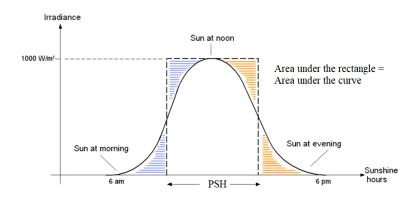 Irradiance
Sun at noon
1000 W/m²
Area under the rectangle =
Area under the curve
Sun at morning
Sun at evening
6 am
PSH
6 pm
Sunshine
hours